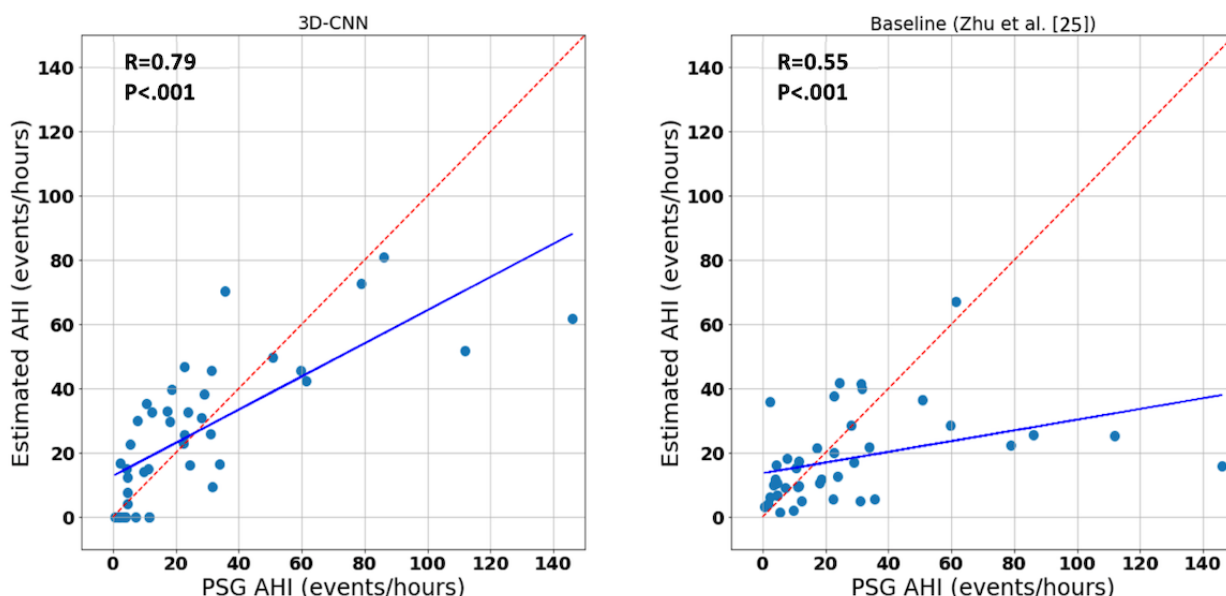 3D-CNN
R=0.79
P<.001
140
120
100
80
60
40
20
0
0 20 40 60 80 100 120 140
Estimated AHI (events/hours)
PSG AHI (events/hours)
Baseline (Zhu et al. [25])
R=0.55
P<.001
140
120
100
80
60
40
20
0
0 20 40 60 80 100 120 140
Estimated AHI (events/hours)
PSG AHI (events/hours)